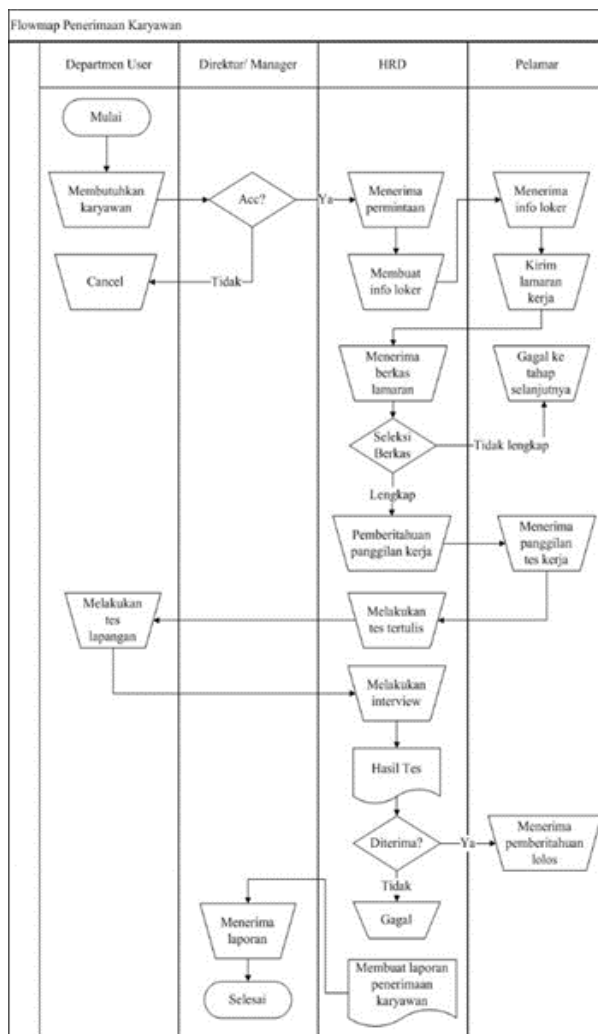 Flowmap Penerimaan Karyawan
Departmen User
Direktur/ Manager
HRD
Pelamar
Mulai
Membutuhkan
karyawan
Acc?
Ya
Menerima
permintaan
Menerima
info loker
Cancel
Tidak
Membuat
info loker
Kirim
lamaran
kerja
Menerima
berkas
lamaran
Gagal ke
tahap
selanjutnya
Seleksi
Berkas
Tidak lengkap
Lengkap
Pemberitahuan
panggilan kerja
Menerima
panggilan
tes kerja
Melakukan
tes
lapangan
Melakukan
tes tertulis
Melakukan
interview
Hasil Tes
Diterima?
Ya
Menerima
pemberitahuan
lolos
Tidak
Gagal
Menerima
laporan
Membuat laporan
penerimaan
karyawan
Selesai